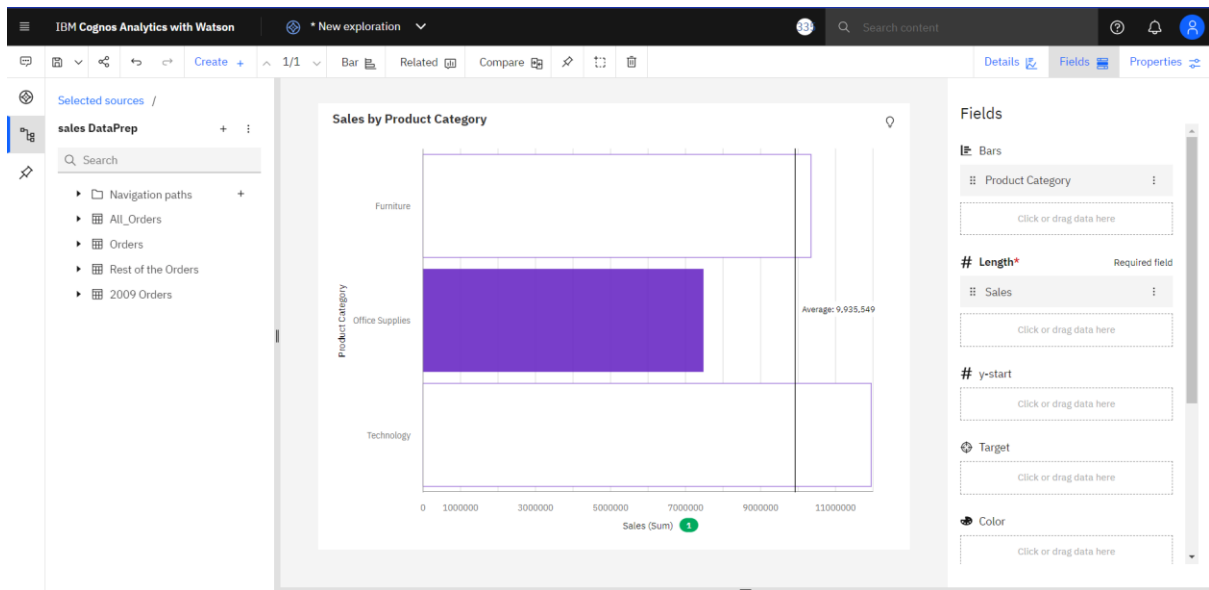 IBM Cognos Analytics with Watson
* New exploration
Search content
Create +
1/1
Bar
Related
Compare
Details
Fields
Properties
Selected sources /
sales DataPrep
Search
Navigation paths
All_Orders
Orders
Rest of the Orders
2009 Orders
Sales by Product Category
Product Category
Furniture
Office Supplies
Technology
Average: 9,935,549
0 1000000 3000000 5000000 7000000 9000000 11000000
Sales (Sum) 1
Fields
Bars
Product Category
Click or drag data here
# Length* Required field
Sales
Click or drag data here
# y-start
Click or drag data here
Target
Click or drag data here
Color
Click or drag data here